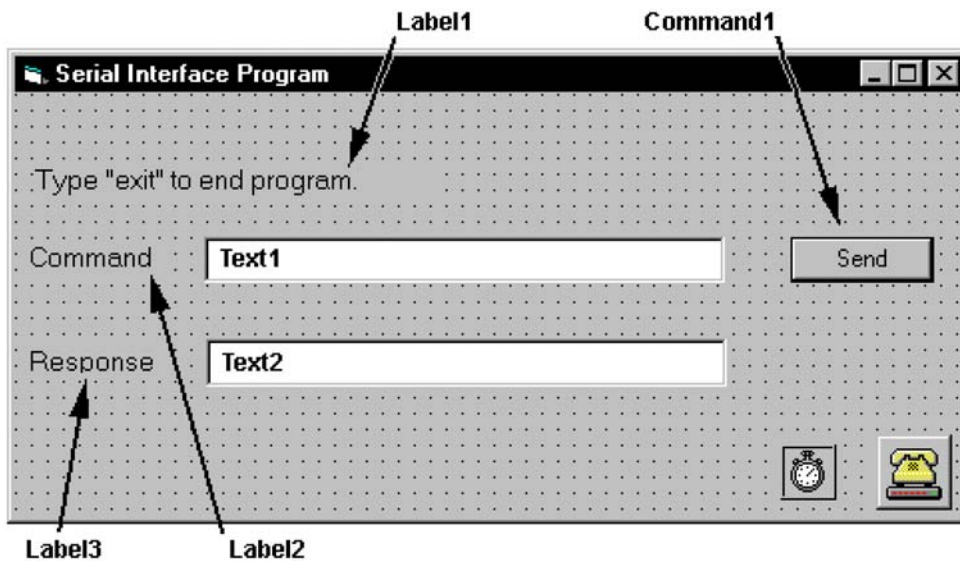 Label1 Command1
Serial Interface Program
Type "exit" to end program.
Command Text1 Send
Response Text2
Label3 Label2